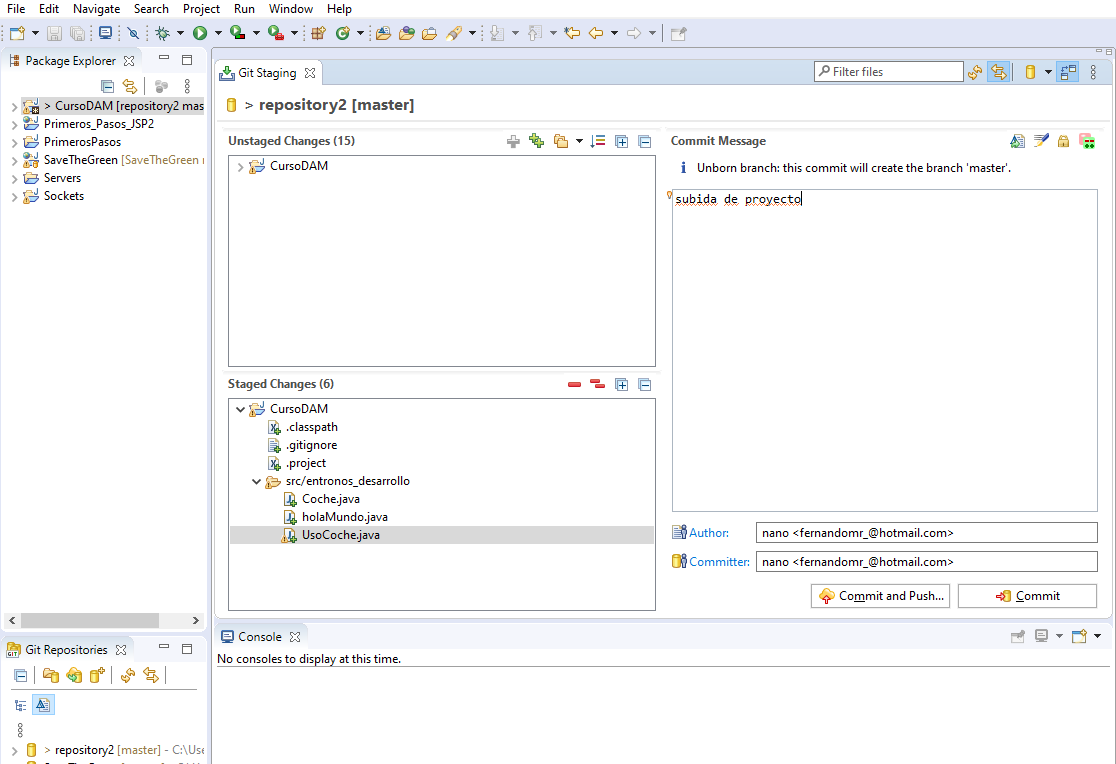 File Edit Navigate Search Project Run Window Help
Package Explorer
> CursoDAM [repository2 mas
Primeros_Pasos_JSP2
PrimerosPasos
SaveTheGreen [SaveTheGreen
Servers
Sockets
Git Staging
Filter files
> repository2 [master]
Unstaged Changes (15)
CursoDAM
Staged Changes (6)
CursoDAM
.classpath
.gitignore
.project
src/entronos_desarrollo
Coche.java
holaMundo.java
UsoCoche.java
Commit Message
Unborn branch: this commit will create the branch 'master'.
subida de proyecto
Author: nano <fernandomr_@hotmail.com>
Committer: nano <fernandomr_@hotmail.com>
Commit and Push... Commit
Git Repositories
GIT
> repository2 [master] - C:\Use
Console
No consoles to display at this time.